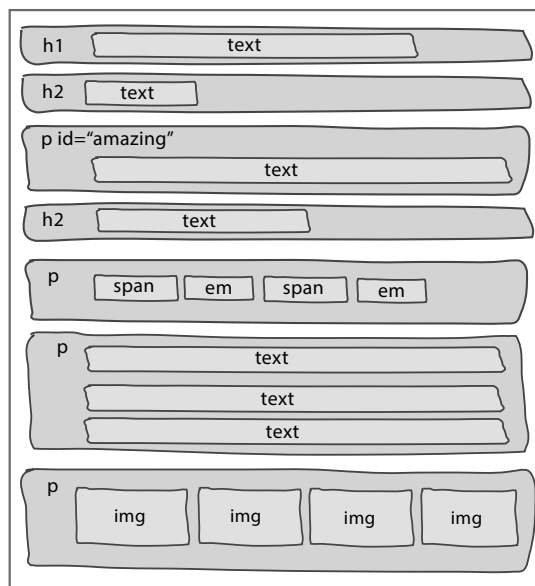 h1 text
h2 text
p id=“amazing”
text
h2 text
p span em span em
p text
text
text
p
img img img img